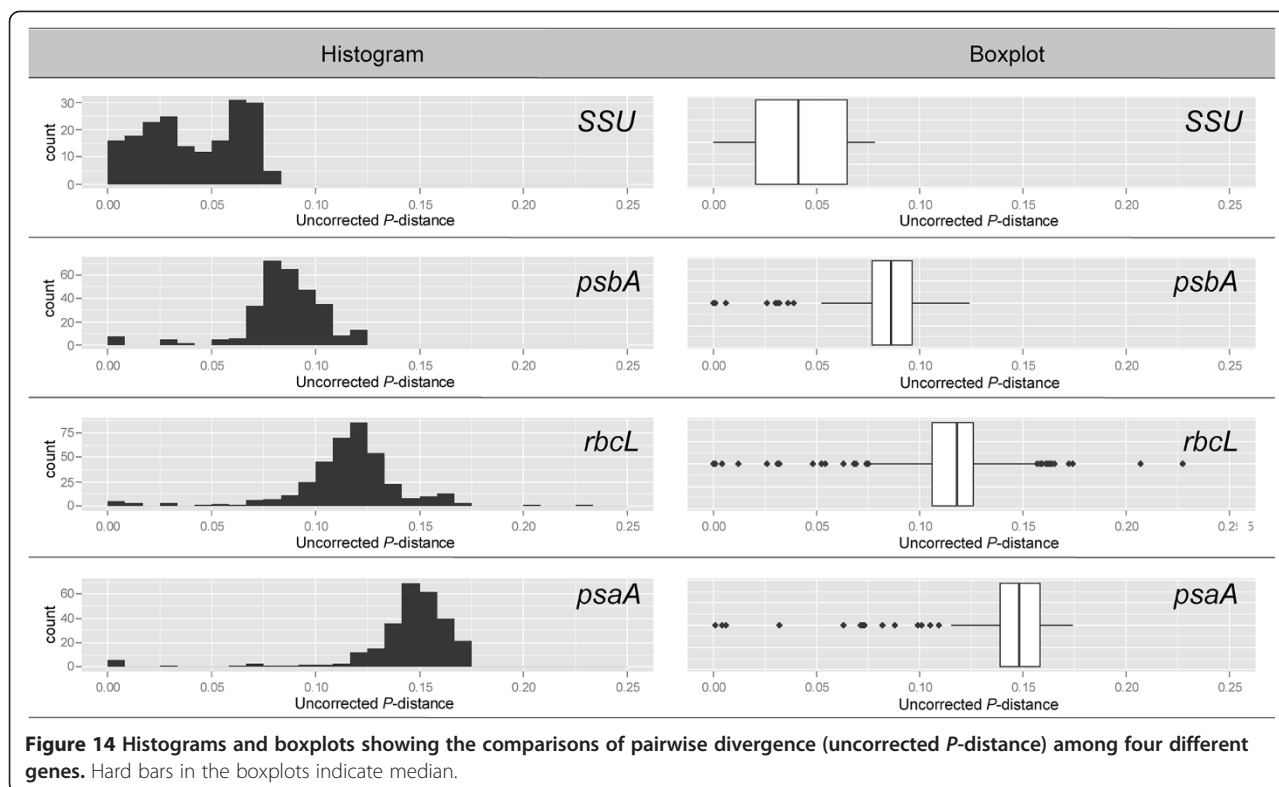 Histogram Boxplot
30
20
10
0
count
SSU
0.00 0.05 0.10 0.15 0.20 0.25
Uncorrected P-distance
SSU
0.00 0.05 0.10 0.15 0.20 0.25
Uncorrected P-distance
60
40
20
0
count
psbA
0.00 0.05 0.10 0.15 0.20 0.25
Uncorrected P-distance
psbA
0.00 0.05 0.10 0.15 0.20 0.25
Uncorrected P-distance
75
50
25
0
count
rbcL
0.00 0.05 0.10 0.15 0.20 0.25
Uncorrected P-distance
rbcL
0.00 0.05 0.10 0.15 0.20
Uncorrected P-distance
60
40
20
0
count
psaA
0.00 0.05 0.10 0.15 0.20 0.25
Uncorrected P-distance
psaA
0.00 0.05 0.10 0.15 0.20 0.25
Uncorrected P-distance
Figure 14 Histograms and boxplots showing the comparisons of pairwise divergence (uncorrected P-distance) among four different
genes. Hard bars in the boxplots indicate median.